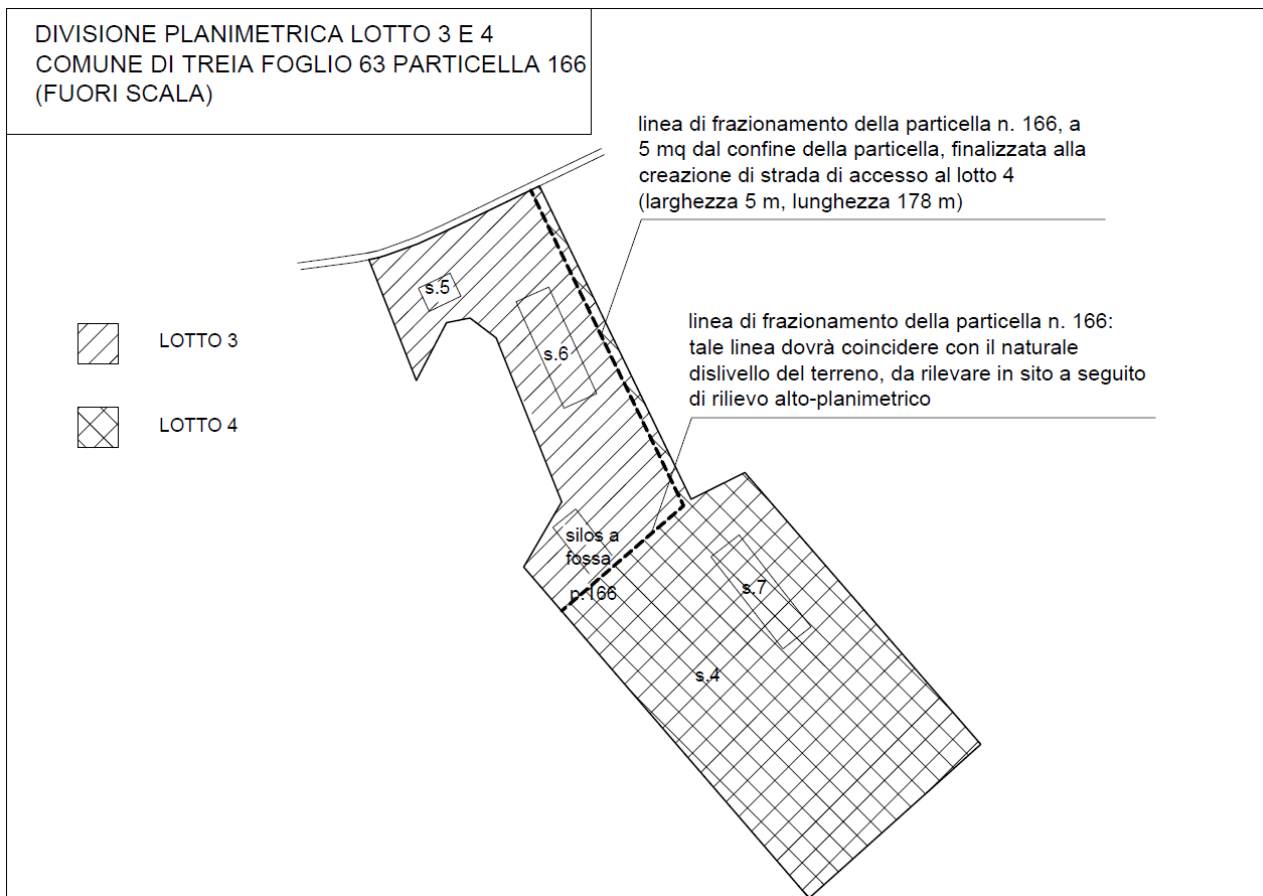 DIVISIONE PLANIMETRICA LOTTO 3 E 4
COMUNE DI TREIA FOGLIO 63 PARTICELLA 166
(FUORI SCALA)
linea di frazionamento della particella n. 166, a
5 mq dal confine della particella, finalizzata alla
creazione di strada di accesso al lotto 4
(larghezza 5 m, lunghezza 178 m)
s.5
linea di frazionamento della particella n. 166:
tale linea dovrà coincidere con il naturale
dislivello del terreno, da rilevare in sito a seguito
di rilievo alto-planimetrico
LOTTO 3
s.6
LOTTO 4
silos a
fossa
p.166
s.7
s.4